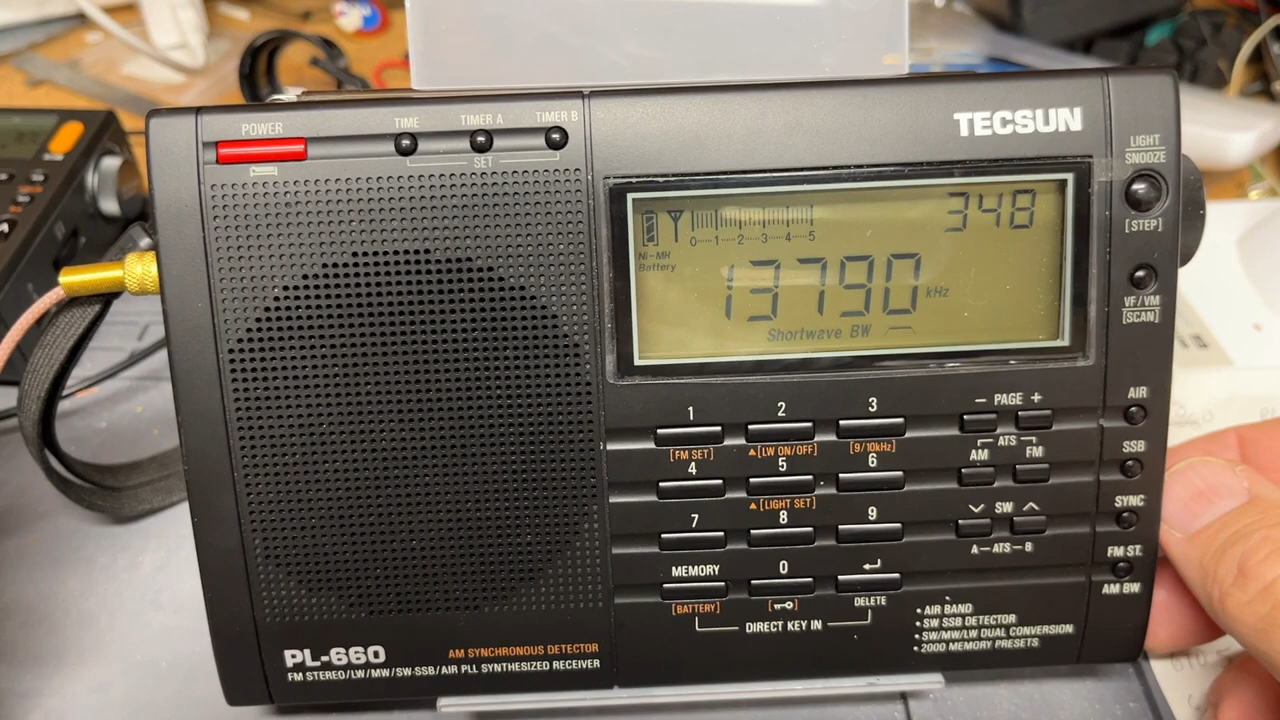 POWER
TIME
TIMER A
TIMER B
SET
TECSUN
LIGHT
SNOOZE
[STEP]
348
0 1 2 3 4 5
Ni-MH
Battery
13790 kHz
Shortwave BW
VF/VM
[SCAN]
1 2 3
- PAGE +
AIR
[FM SET] ▲[LW ON/OFF] [9/10kHz]
ATS
AM FM
SSB
4 5 6
▲[LIGHT SET]
SW
SYNC
7 8 9
A-ATS-B
FM ST.
AM BW
MEMORY 0 ↵
[BATTERY] DELETE
DIRECT KEY IN
• AIR BAND
• SW SSB DETECTOR
• SW/MW/LW DUAL CONVERSION
• 2000 MEMORY PRESETS
AM SYNCHRONOUS DETECTOR
PL-660
FM STEREO/LW/MW/SW-SSB/AIR PLL SYNTHESIZED RECEIVER